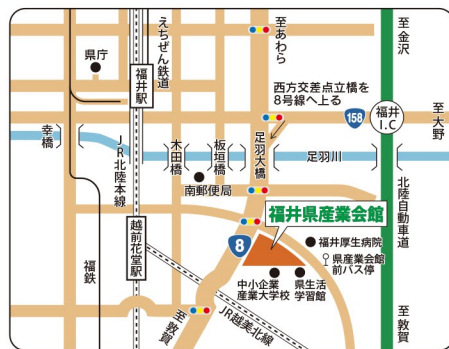 県庁
えちぜん鉄道
福井駅
至あわら
至金沢
西方交差点立橋を
8号線へ上る
158
福井
I.C
至大野
幸橋
JR北陸本線
木田橋
板垣橋
足羽大橋
足羽川
南郵便局
北陸自動車道
福井県産業会館
8
越前花堂駅
福鉄
福井厚生病院
県産業会館
前バス停
中小企業
産業大学校
県生活
学習館
至敦賀
JR越美北線
至敦賀